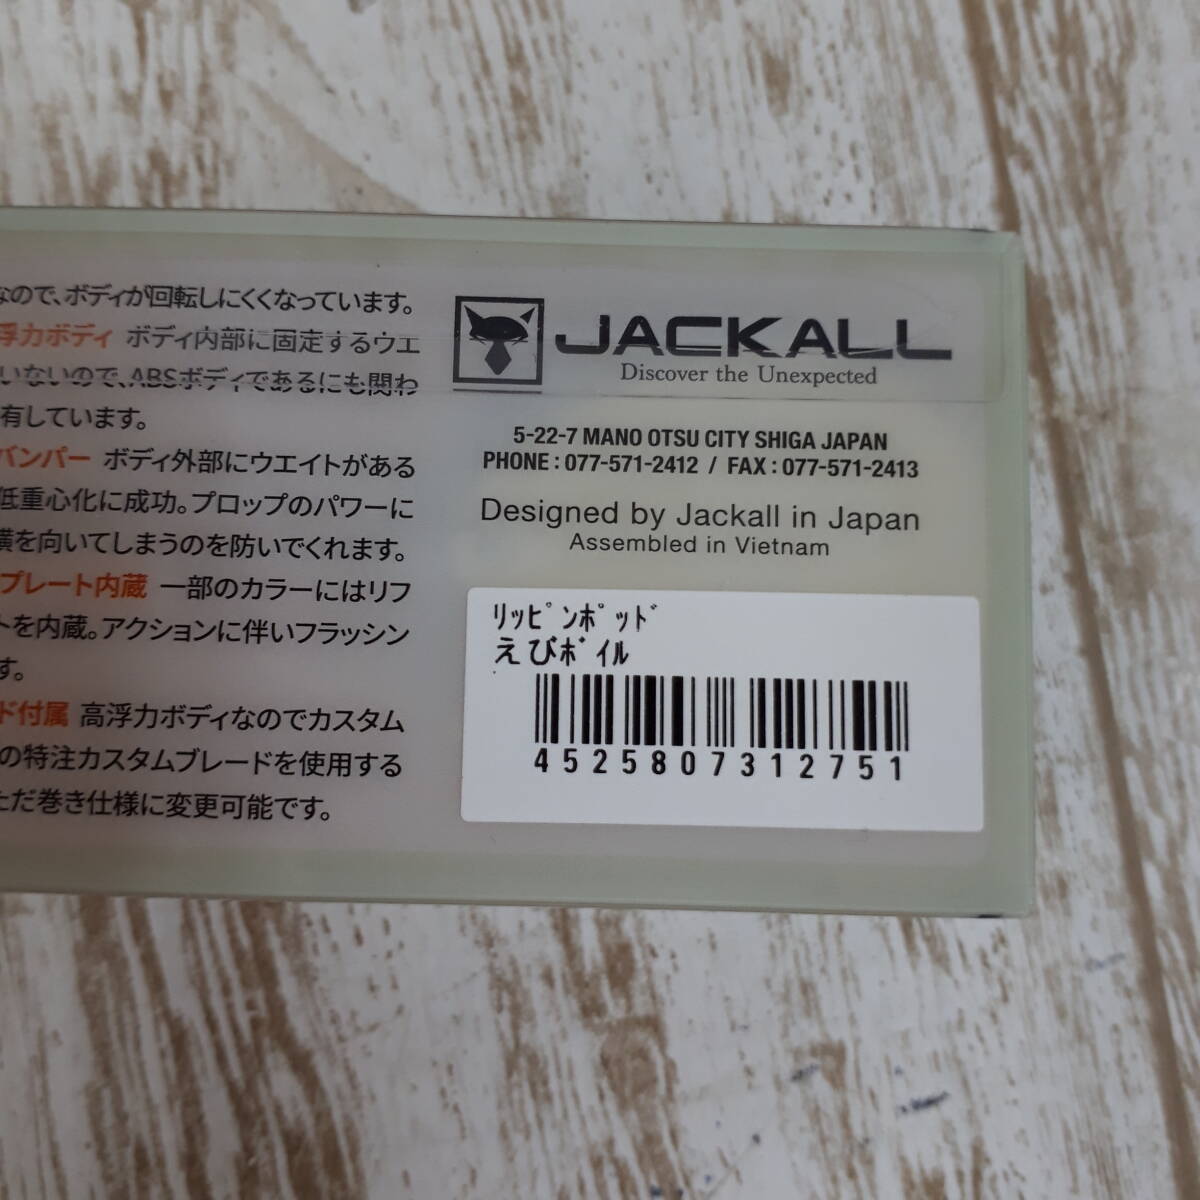 なので、ボディが回転しにくくなっています。
浮力ボディ ボディ内部に固定するウエ
いないので、ABSボディであるにも関わ
有しています。
バンパー ボディ外部にウエイトがある
低重心化に成功。プロップのパワーに
横を向いてしまうのを防いでくれます。
プレート内蔵 一部のカラーにはリフ
トを内蔵。アクションに伴いフラッシン
す。
ド付属 高浮力ボディなのでカスタム
の特注カスタムブレードを使用する
ただ巻き仕様に変更可能です。
JACKALL
Discover the Unexpected
5-22-7 MANO OTSU CITY SHIGA JAPAN
PHONE : 077-571-2412 / FAX : 077-571-2413
Designed by Jackall in Japan
Assembled in Vietnam
ﾘｯﾋﾟﾝﾎﾟｯﾄﾞ
えびﾎﾞｲﾙ
4525807312751